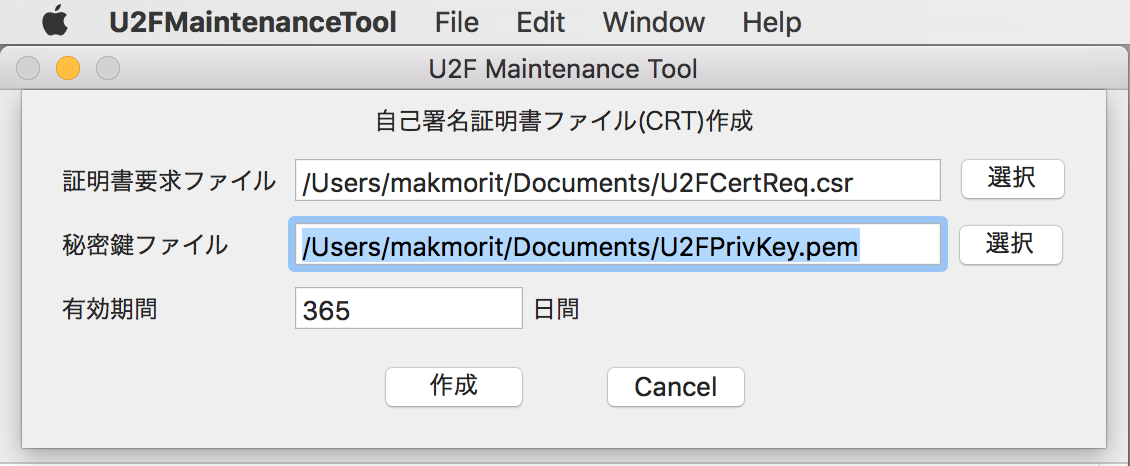 U2FMaintenanceTool File Edit Window Help
U2F Maintenance Tool
自己署名証明書ファイル(CRT)作成
証明書要求ファイル /Users/makmorit/Documents/U2FCertReq.csr 選択
秘密鍵ファイル /Users/makmorit/Documents/U2FPrivKey.pem 選択
有効期間 365 日間
作成 Cancel